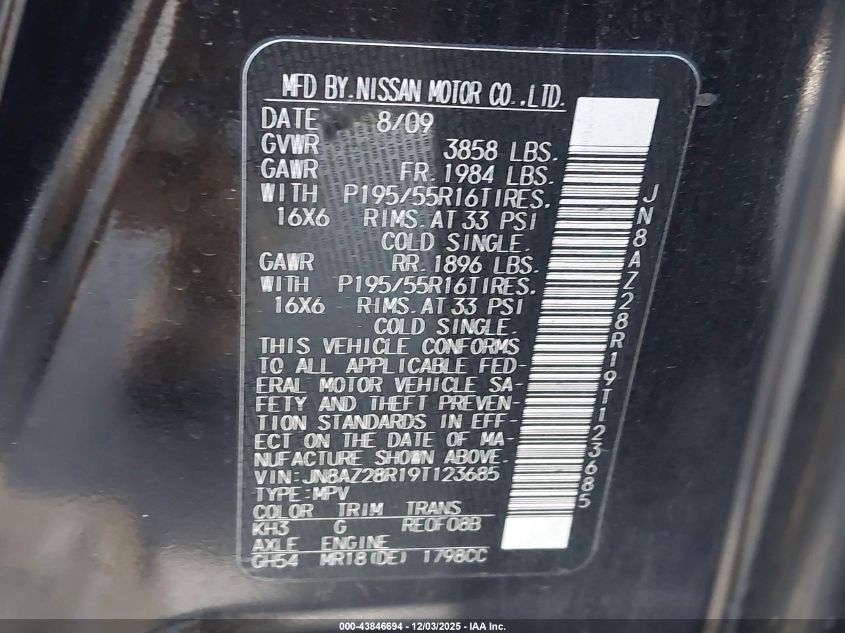 MFD BY.NISSAN MOTOR CO.,LTD.
DATE 8/09
GVWR 3858 LBS.
GAWR FR. 1984 LBS.
WITH P195/55R16TIRES.
16X6 RIMS.AT 33 PSI
COLD SINGLE.
GAWR RR. 1896 LBS.
WITH P195/55R16TIRES.
16X6 RIMS.AT 33 PSI
COLD SINGLE.
THIS VEHICLE CONFORMS
TO ALL APPLICABLE FED-
ERAL MOTOR VEHICLE SA-
FETY AND THEFT PREVEN-
TION STANDARDS IN EFF-
ECT ON THE DATE OF MA-
NUFACTURE SHOWN ABOVE.
VIN:JN8AZ28R19T123685
TYPE:MPV
COLOR TRIM TRANS
KH3 G RE0F08B
AXLE ENGINE
GH54 MR18(DE) 1798CC
JN8AZ28R19T123685
000-43846694 - 12/03/2025 - IAA Inc.